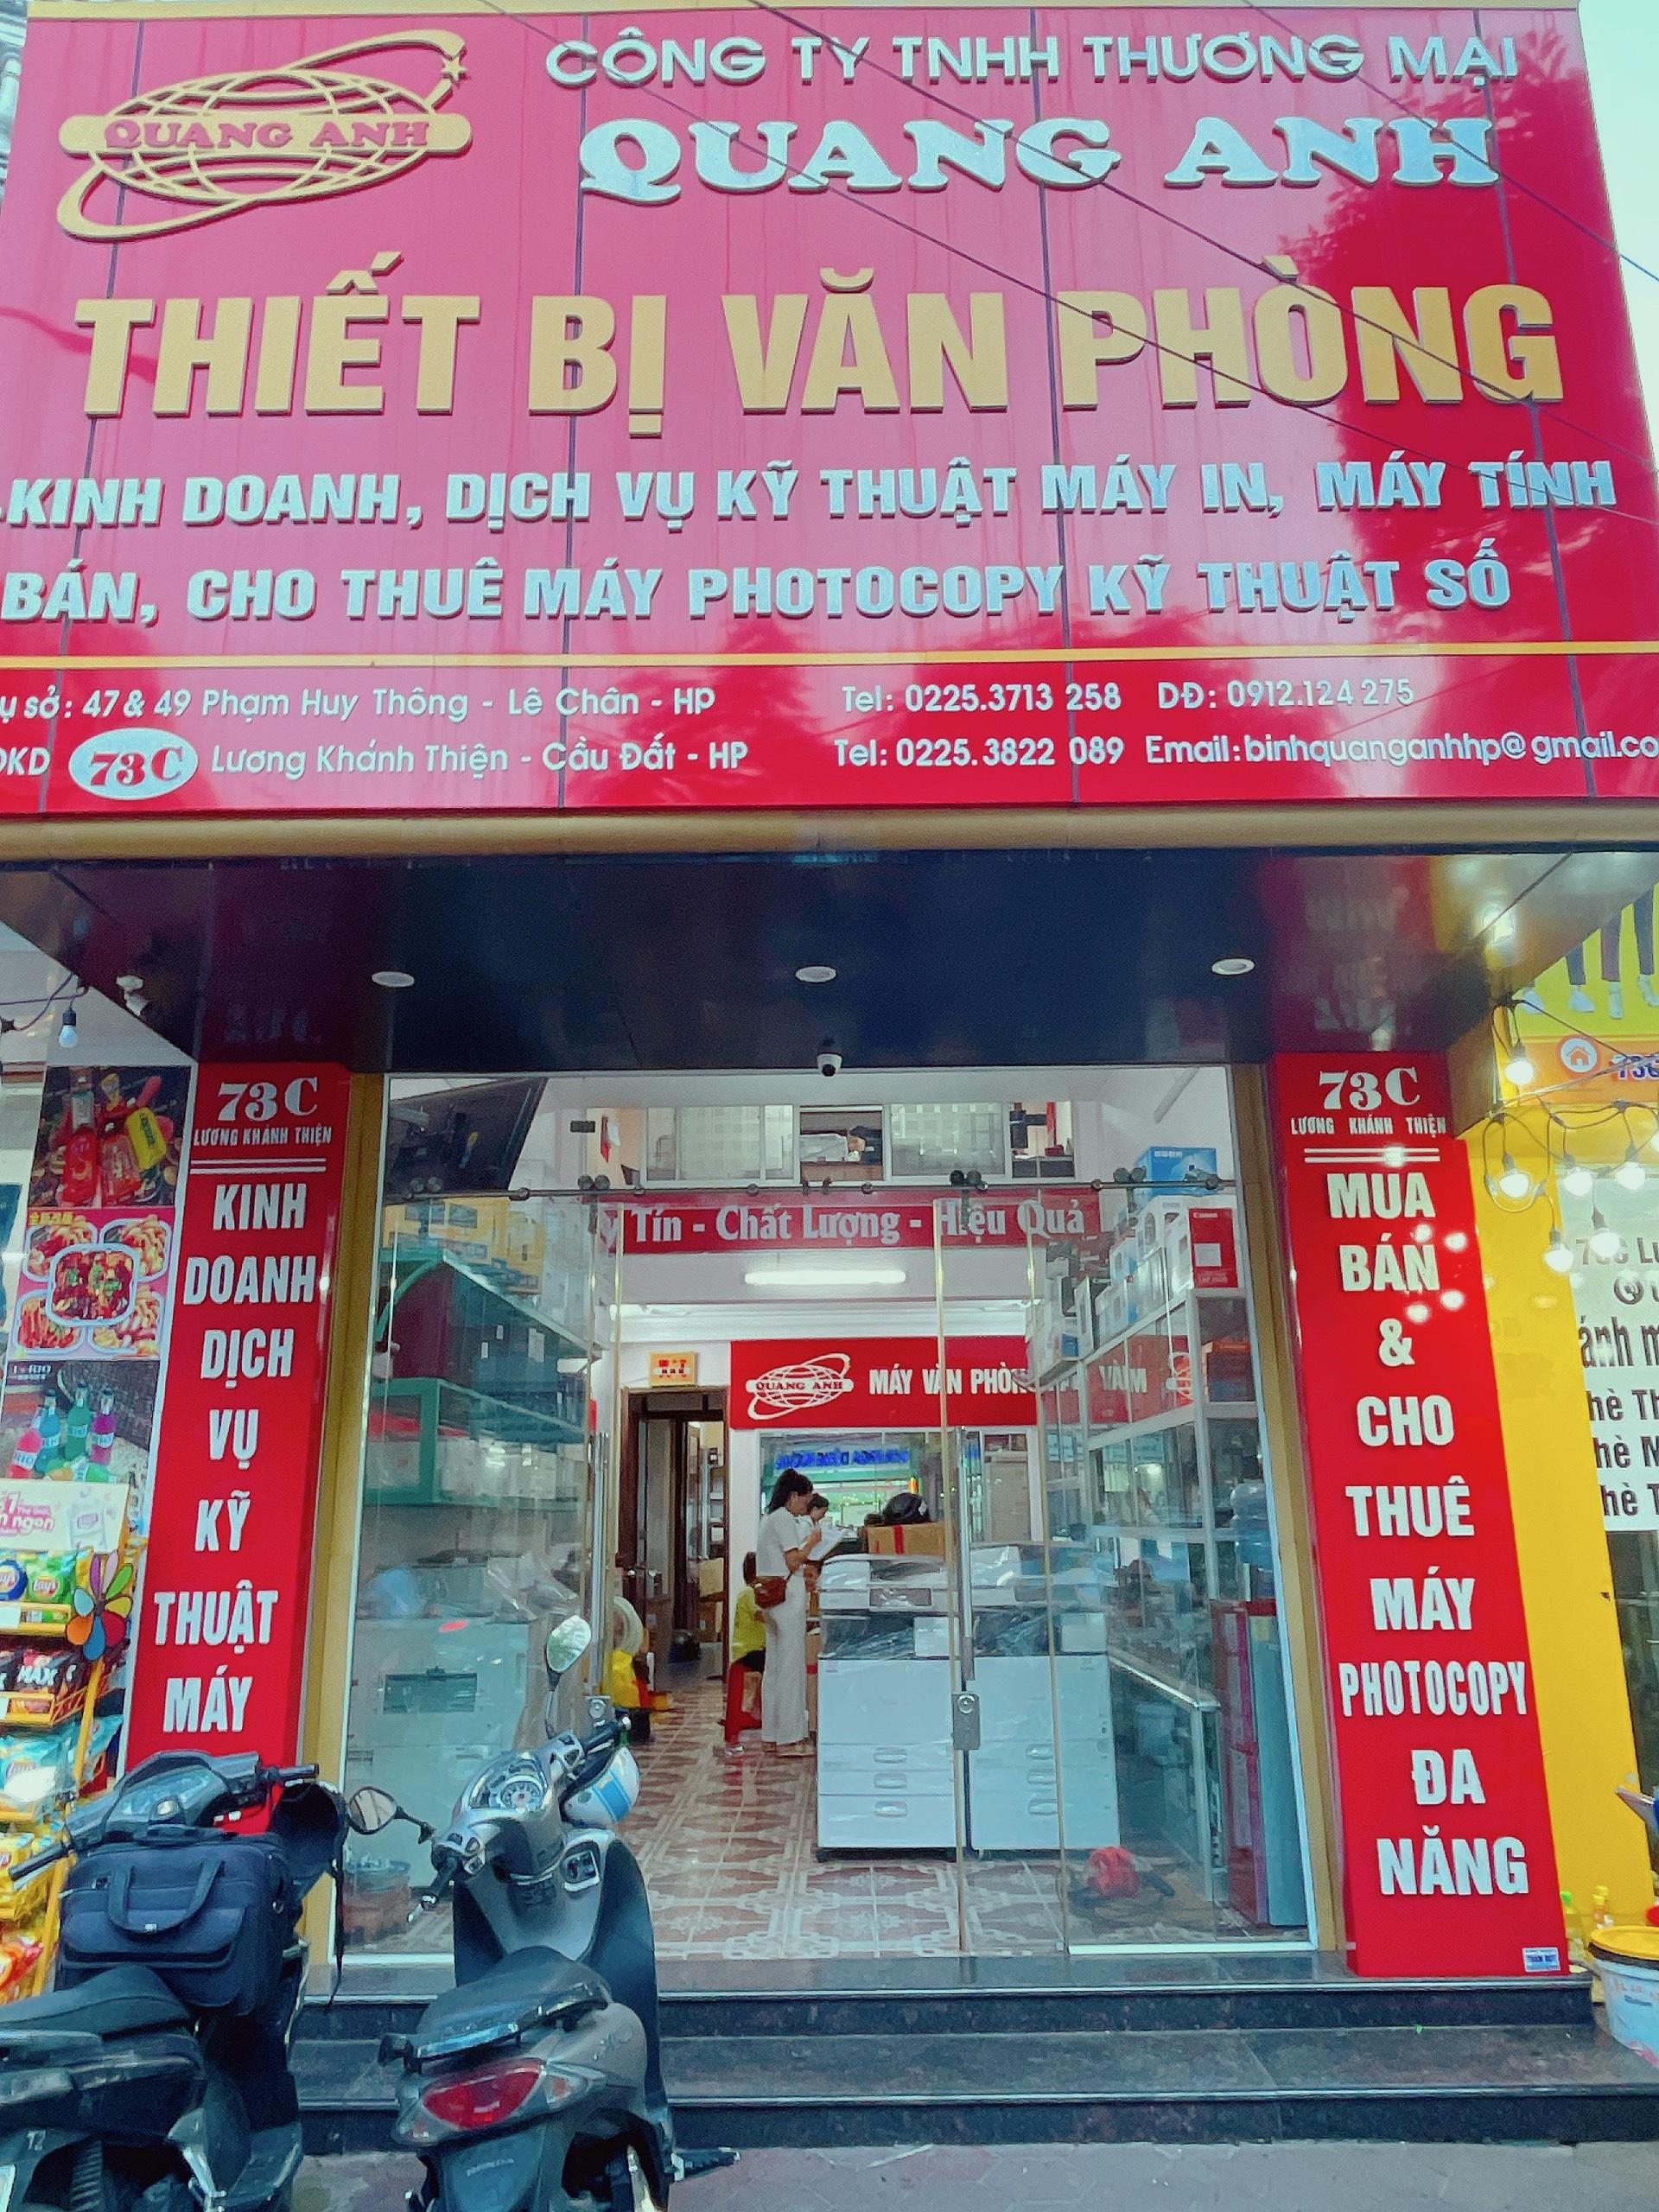 QUANG ANH
CÔNG TY TNHH THƯƠNG MẠI
QUANG ANH
THIẾT BỊ VĂN PHÒNG
KINH DOANH, DỊCH VỤ KỸ THUẬT MÁY IN, MÁY TÍNH
BÁN, CHO THUÊ MÁY PHOTOCOPY KỸ THUẬT SỐ
sở: 47 & 49 Phạm Huy Thông - Lê Chân - HP Tel: 0225.3713 258 DĐ: 0912.124 275
73C Lương Khánh Thiện - Cầu Đất - HP Tel: 0225.3822 089 Email:binhquanganhhp@gmail.co
73C
LƯƠNG KHÁNH THIỆN
KINH
DOANH
DỊCH
VỤ
KỸ
THUẬT
MÁY
Tín - Chất Lượng - Hiệu Quả
QUANG ANH MÁY VĂN PHÒNG
73C
LƯƠNG KHÁNH THIỆN
MUA
BÁN
&
CHO
THUÊ
MÁY
PHOTOCOPY
ĐA
NĂNG
RIO
Lay's
MAX